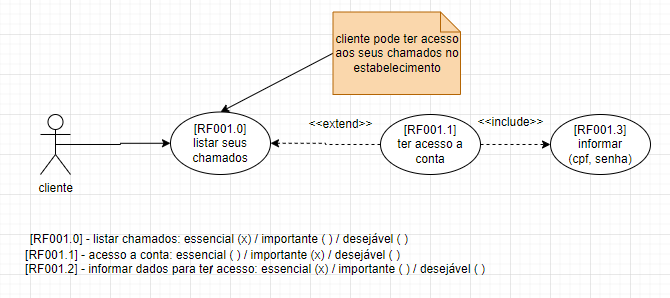 cliente pode ter acesso
aos seus chamados no
estabelecimento
[RF001.0]
listar seus
chamados
<<extend>>
[RF001.1]
ter acesso a
conta
<<include>>
[RF001.3]
informar
(cpf, senha)
cliente
[RF001.0] - listar chamados: essencial (x) / importante ( ) / desejável ( )
[RF001.1] - acesso a conta: essencial ( ) / importante (x) / desejável ( )
[RF001.2] - informar dados para ter acesso: essencial (x) / importante ( ) / desejável ( )